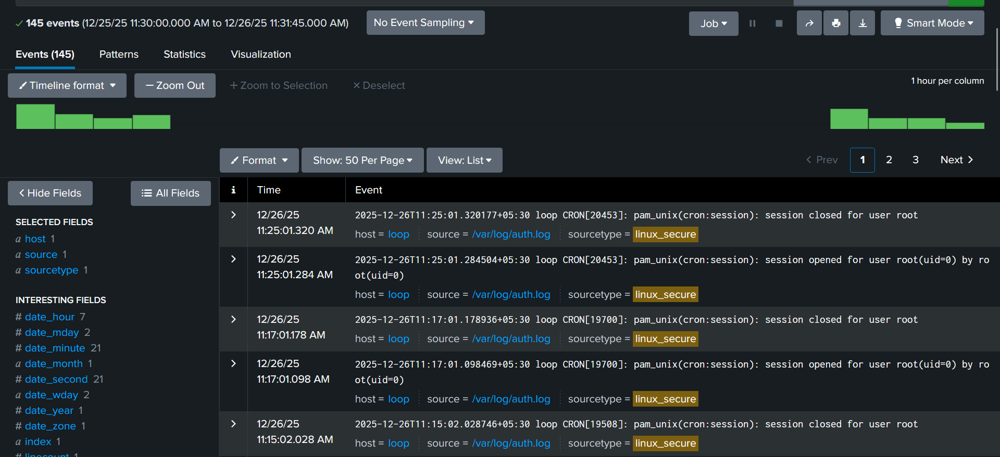 145 events (12/25/25 11:30:00.000 AM to 12/26/25 11:31:45.000 AM)
No Event Sampling
Job
Smart Mode
Events (145)
Patterns
Statistics
Visualization
Timeline format
— Zoom Out
+ Zoom to Selection
× Deselect
1 hour per column
Format
Show: 50 Per Page
View: List
< Prev
1
2
3
Next >
< Hide Fields
All Fields
i
Time
Event
SELECTED FIELDS
a host 1
a source 1
a sourcetype 1
INTERESTING FIELDS
# date_hour 7
# date_mday 2
# date_minute 21
a date_month 1
# date_second 21
a date_wday 2
# date_year 1
# date_zone 1
a index 1
# linecount 1
12/26/25
11:25:01.320 AM
2025-12-26T11:25:01.320177+05:30 loop CRON[20453]: pam_unix(cron:session): session closed for user root
host = loop source = /var/log/auth.log sourcetype = linux_secure
12/26/25
11:25:01.284 AM
2025-12-26T11:25:01.284504+05:30 loop CRON[20453]: pam_unix(cron:session): session opened for user root(uid=0) by ro
ot(uid=0)
host = loop source = /var/log/auth.log sourcetype = linux_secure
12/26/25
11:17:01.178 AM
2025-12-26T11:17:01.178936+05:30 loop CRON[19700]: pam_unix(cron:session): session closed for user root
host = loop source = /var/log/auth.log sourcetype = linux_secure
12/26/25
11:17:01.098 AM
2025-12-26T11:17:01.098469+05:30 loop CRON[19700]: pam_unix(cron:session): session opened for user root(uid=0) by ro
ot(uid=0)
host = loop source = /var/log/auth.log sourcetype = linux_secure
12/26/25
11:15:02.028 AM
2025-12-26T11:15:02.028746+05:30 loop CRON[19508]: pam_unix(cron:session): session closed for user root
host = loop source = /var/log/auth.log sourcetype = linux_secure